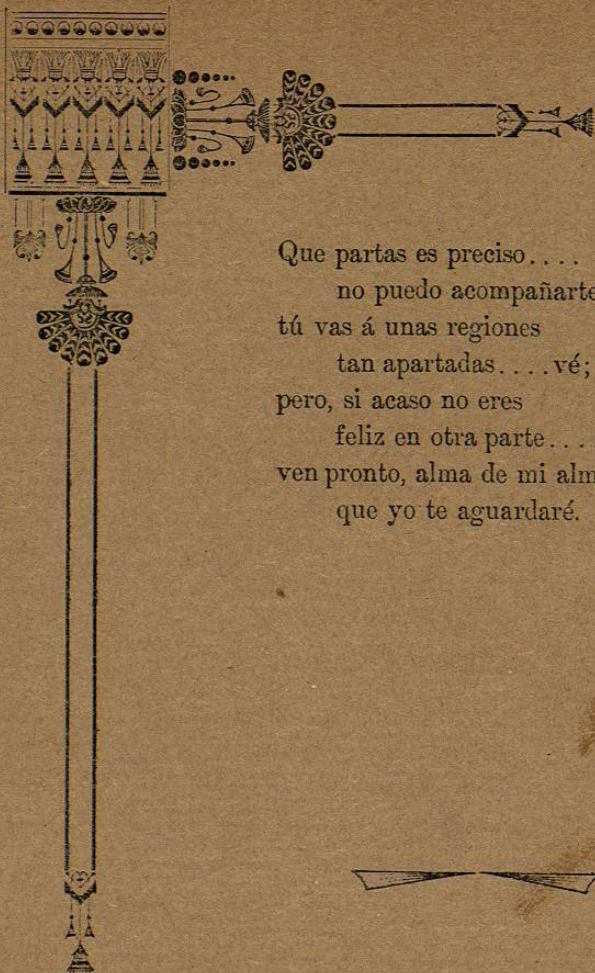 Que partas es preciso....
no puedo acompañarte
tú vas á unas regiones
tan apartadas....vé;
pero, si acaso no eres
feliz en otra parte...
ven pronto, alma de mi alm
que yo te aguardaré.